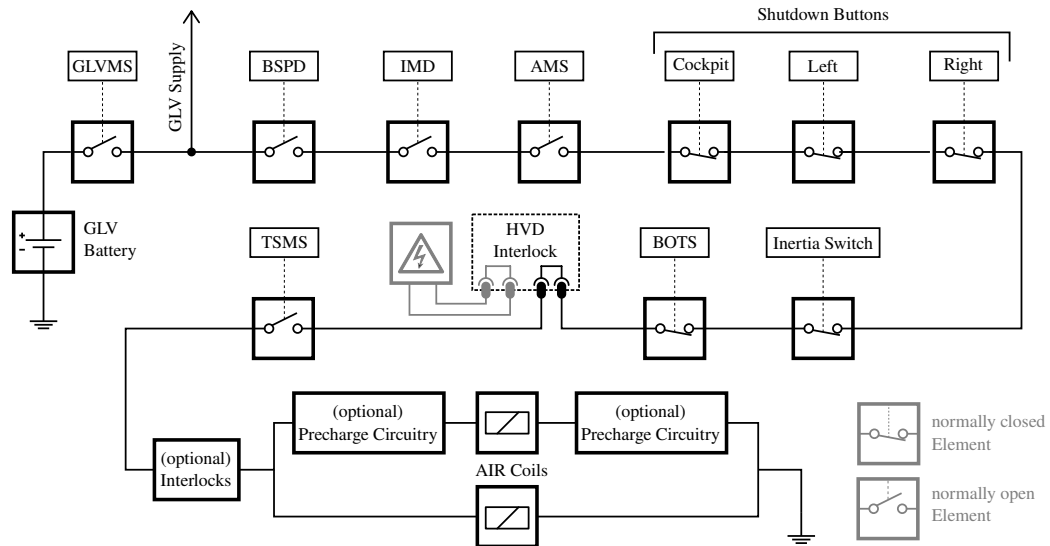 Shutdown Buttons
GLV Supply
GLVMS
BSPD
IMD
AMS
Cockpit
Left
Right
+
-
GLV
Battery
TSMS
HVD
Interlock
BOTS
Inertia Switch
(optional)
Precharge Circuitry
(optional)
Precharge Circuitry
(optional)
Interlocks
AIR Coils
normally closed
Element
normally open
Element